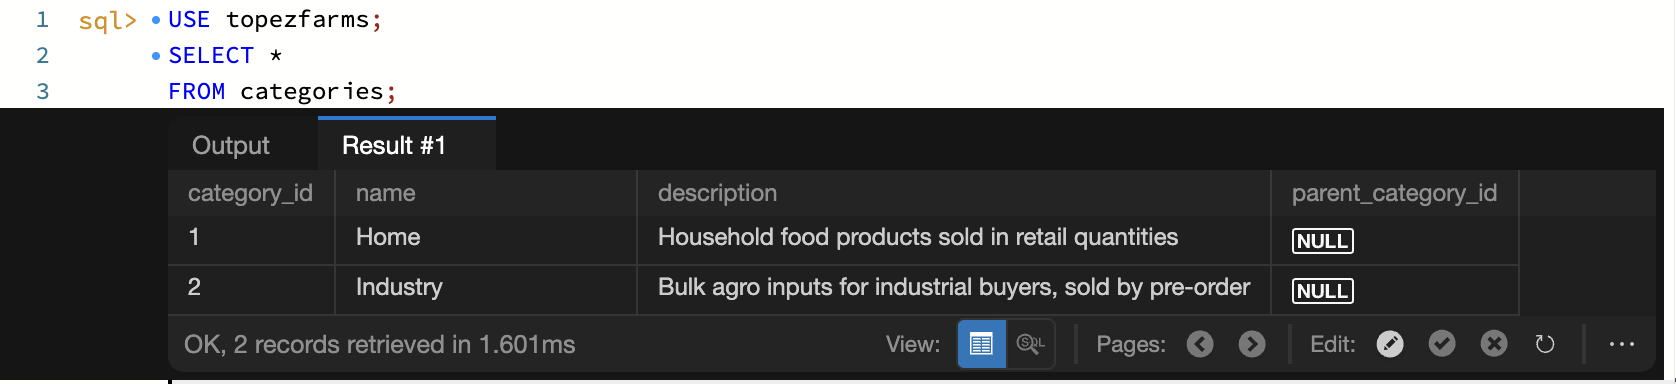 1 sql> USE topezfarms;
2 SELECT *
3 FROM categories;
Output Result #1
category_id name description parent_category_id
1 Home Household food products sold in retail quantities NULL
2 Industry Bulk agro inputs for industrial buyers, sold by pre-order NULL
OK, 2 records retrieved in 1.601ms View: SQL Pages: Edit: ...